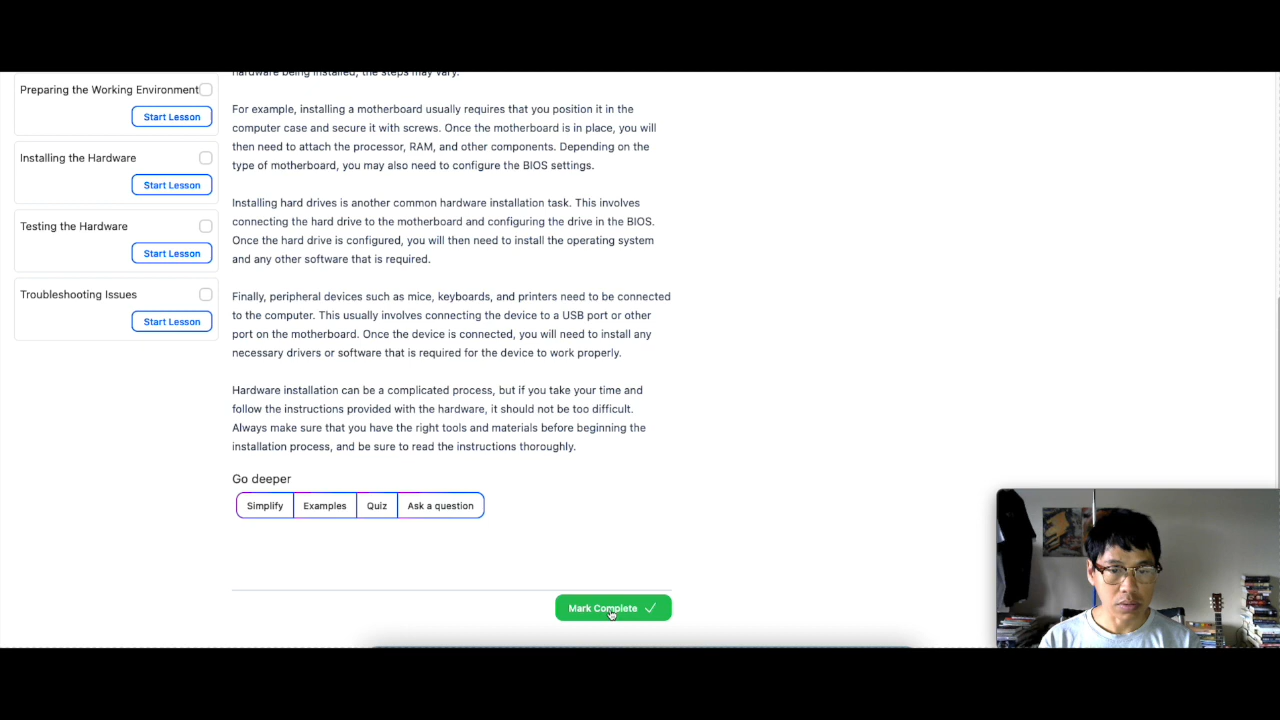 Preparing the Working Environment
Start Lesson
Installing the Hardware
Start Lesson
Testing the Hardware
Start Lesson
Troubleshooting Issues
Start Lesson
hardware being installed, the steps may vary.
For example, installing a motherboard usually requires that you position it in the
computer case and secure it with screws. Once the motherboard is in place, you will
then need to attach the processor, RAM, and other components. Depending on the
type of motherboard, you may also need to configure the BIOS settings.
Installing hard drives is another common hardware installation task. This involves
connecting the hard drive to the motherboard and configuring the drive in the BIOS.
Once the hard drive is configured, you will then need to install the operating system
and any other software that is required.
Finally, peripheral devices such as mice, keyboards, and printers need to be connected
to the computer. This usually involves connecting the device to a USB port or other
port on the motherboard. Once the device is connected, you will need to install any
necessary drivers or software that is required for the device to work properly.
Hardware installation can be a complicated process, but if you take your time and
follow the instructions provided with the hardware, it should not be too difficult.
Always make sure that you have the right tools and materials before beginning the
installation process, and be sure to read the instructions thoroughly.
Go deeper
Simplify Examples Quiz Ask a question
Mark Complete